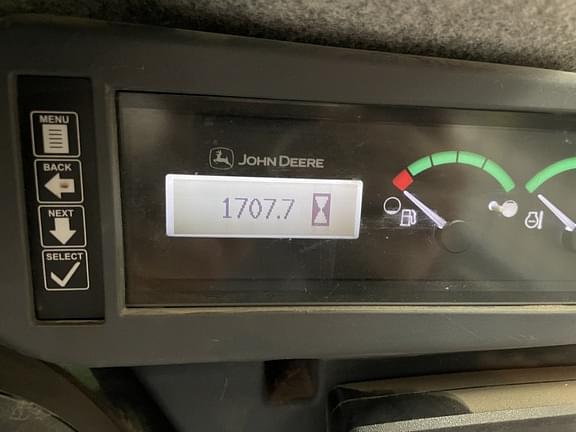 MENU
BACK
NEXT
SELECT
JOHN DEERE
1707.7